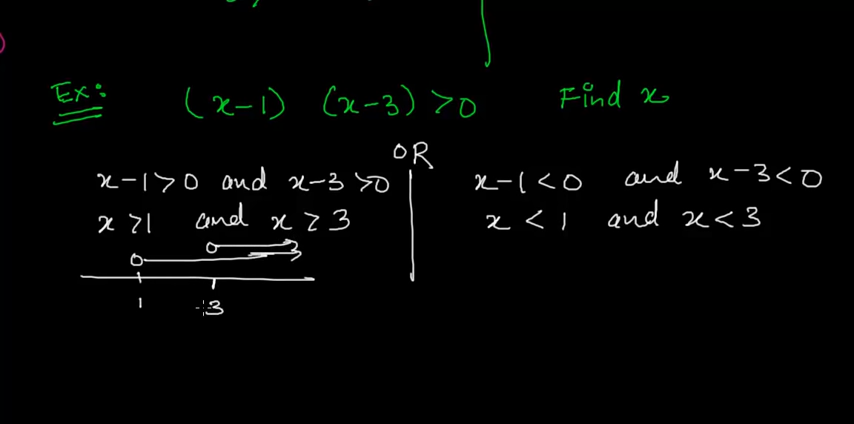 Ex: (x-1) (x-3) >0 Find x
OR
x-1>0 and x-3>0
x>1 and x>3
1 3
x-1<0 and x-3<0
x<1 and x<3